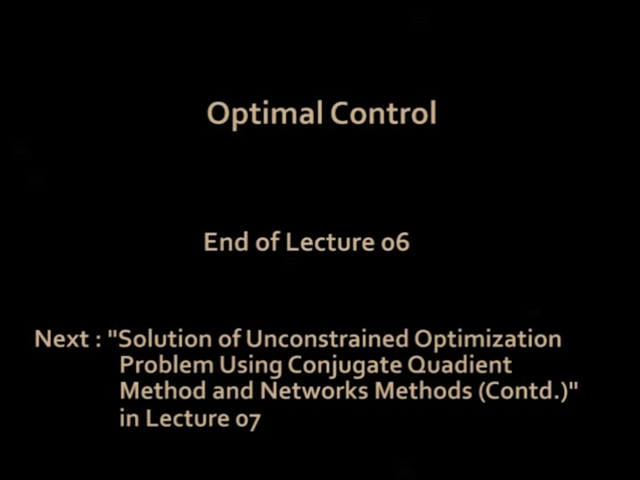 Optimal Control
End of Lecture 06
Next : "Solution of Unconstrained Optimization
Problem Using Conjugate Quadient
Method and Networks Methods (Contd.)"
in Lecture 07